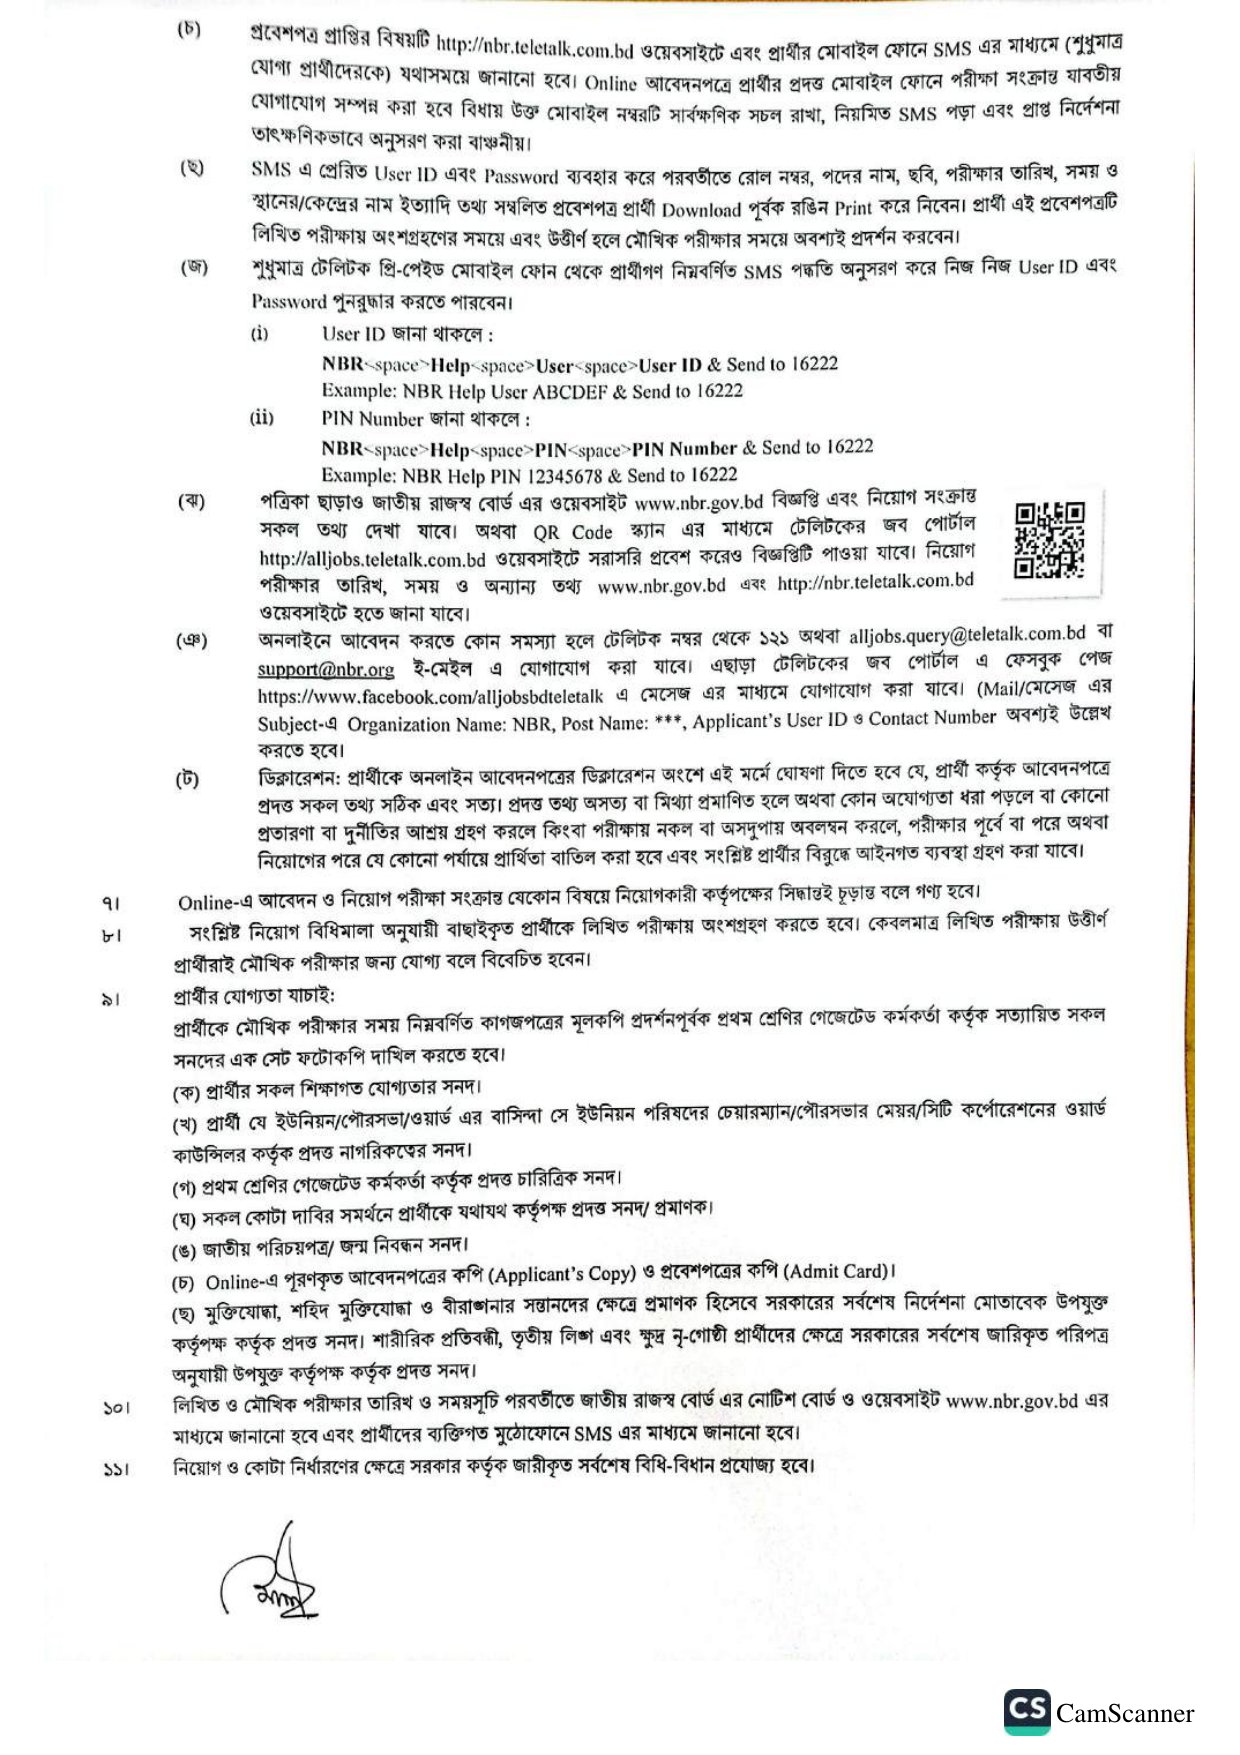 (চ) প্রবেশপত্র প্রাপ্তির বিষয়টি http://nbr.teletalk.com.bd ওয়েবসাইটে এবং প্রার্থীর মোবাইল ফোনে SMS এর মাধ্যমে (শুধুমাত্র
যোগ্য প্রার্থীদেরকে) যথাসময়ে জানানো হবে। Online আবেদনপত্রে প্রার্থীর প্রদত্ত মোবাইল ফোনে পরীক্ষা সংক্রান্ত যাবতীয়
যোগাযোগ সম্পন্ন করা হবে বিধায় উক্ত মোবাইল নম্বরটি সার্বক্ষণিক সচল রাখা, নিয়মিত SMS পড়া এবং প্রাপ্ত নির্দেশনা
তাৎক্ষণিকভাবে অনুসরণ করা বাঞ্চনীয়।
(ছ) SMS এ প্রেরিত User ID এবং Password ব্যবহার করে পরবর্তীতে রোল নম্বর, পদের নাম, ছবি, পরীক্ষার তারিখ, সময় ও
স্থানের/কেন্দ্রের নাম ইত্যাদি তথ্য সম্বলিত প্রবেশপত্র প্রার্থী Download পূর্বক রঙিন Print করে নিবেন। প্রার্থী এই প্রবেশপত্রটি
লিখিত পরীক্ষায় অংশগ্রহণের সময়ে এবং উত্তীর্ণ হলে মৌখিক পরীক্ষার সময়ে অবশ্যই প্রদর্শন করবেন।
(জ) শুধুমাত্র টেলিটক প্রি-পেইড মোবাইল ফোন থেকে প্রার্থীগণ নিম্নবর্ণিত SMS পদ্ধতি অনুসরণ করে নিজ নিজ User ID এবং
Password পুনরুদ্ধার করতে পারবেন।
(i) User ID জানা থাকলে :
NBR<space>Help<space>User<space>User ID & Send to 16222
Example: NBR Help User ABCDEF & Send to 16222
(ii) PIN Number জানা থাকলে :
NBR<space>Help<space>PIN<space>PIN Number & Send to 16222
Example: NBR Help PIN 12345678 & Send to 16222
(ঝ) পত্রিকা ছাড়াও জাতীয় রাজস্ব বোর্ড এর ওয়েবসাইট www.nbr.gov.bd বিজ্ঞপ্তি এবং নিয়োগ সংক্রান্ত
সকল তথ্য দেখা যাবে। অথবা QR Code স্ক্যান এর মাধ্যমে টেলিটকের জব পোর্টাল
http://alljobs.teletalk.com.bd ওয়েবসাইটে সরাসরি প্রবেশ করেও বিজ্ঞপ্তিটি পাওয়া যাবে। নিয়োগ
পরীক্ষার তারিখ, সময় ও অন্যান্য তথ্য www.nbr.gov.bd এবং http://nbr.teletalk.com.bd
ওয়েবসাইটে হতে জানা যাবে।
(ঞ) অনলাইনে আবেদন করতে কোন সমস্যা হলে টেলিটক নম্বর থেকে ১২১ অথবা alljobs.query@teletalk.com.bd বা
support@nbr.org ই-মেইল এ যোগাযোগ করা যাবে। এছাড়া টেলিটকের জব পোর্টাল এ ফেসবুক পেজ
https://www.facebook.com/alljobsbdteletalk এ মেসেজ এর মাধ্যমে যোগাযোগ করা যাবে। (Mail/মেসেজ এর
Subject-এ Organization Name: NBR, Post Name: ***, Applicant's User ID ও Contact Number অবশ্যই উল্লেখ
করতে হবে।
(ট) ডিক্লারেশন: প্রার্থীকে অনলাইন আবেদনপত্রের ডিক্লারেশন অংশে এই মর্মে ঘোষণা দিতে হবে যে, প্রার্থী কর্তৃক আবেদনপত্রে
প্রদত্ত সকল তথ্য সঠিক এবং সত্য। প্রদত্ত তথ্য অসত্য বা মিথ্যা প্রমাণিত হলে অথবা কোন অযোগ্যতা ধরা পড়লে বা কোনো
প্রতারণা বা দুর্নীতির আশ্রয় গ্রহণ করলে কিংবা পরীক্ষায় নকল বা অসদুপায় অবলম্বন করলে, পরীক্ষার পূর্বে বা পরে অথবা
নিয়োগের পরে যে কোনো পর্যায়ে প্রার্থিতা বাতিল করা হবে এবং সংশ্লিষ্ট প্রার্থীর বিরুদ্ধে আইনগত ব্যবস্থা গ্রহণ করা যাবে।
৭। Online-এ আবেদন ও নিয়োগ পরীক্ষা সংক্রান্ত যেকোন বিষয়ে নিয়োগকারী কর্তৃপক্ষের সিদ্ধান্তই চূড়ান্ত বলে গণ্য হবে।
৮। সংশ্লিষ্ট নিয়োগ বিধিমালা অনুযায়ী বাছাইকৃত প্রার্থীকে লিখিত পরীক্ষায় অংশগ্রহণ করতে হবে। কেবলমাত্র লিখিত পরীক্ষায় উত্তীর্ণ
প্রার্থীরাই মৌখিক পরীক্ষার জন্য যোগ্য বলে বিবেচিত হবেন।
৯। প্রার্থীর যোগ্যতা যাচাই:
প্রার্থীকে মৌখিক পরীক্ষার সময় নিম্নবর্ণিত কাগজপত্রের মূলকপি প্রদর্শনপূর্বক প্রথম শ্রেণির গেজেটেড কর্মকর্তা কর্তৃক সত্যায়িত সকল
সনদের এক সেট ফটোকপি দাখিল করতে হবে।
(ক) প্রার্থীর সকল শিক্ষাগত যোগ্যতার সনদ।
(খ) প্রার্থী যে ইউনিয়ন/পৌরসভা/ওয়ার্ড এর বাসিন্দা সে ইউনিয়ন পরিষদের চেয়ারম্যান/পৌরসভার মেয়র/সিটি কর্পোরেশনের ওয়ার্ড
কাউন্সিলর কর্তৃক প্রদত্ত নাগরিকত্বের সনদ।
(গ) প্রথম শ্রেণির গেজেটেড কর্মকর্তা কর্তৃক প্রদত্ত চারিত্রিক সনদ।
(ঘ) সকল কোটা দাবির সমর্থনে প্রার্থীকে যথাযথ কর্তৃপক্ষ প্রদত্ত সনদ/ প্রমাণক।
(ঙ) জাতীয় পরিচয়পত্র/ জন্ম নিবন্ধন সনদ।
(চ) Online-এ পূরণকৃত আবেদনপত্রের কপি (Applicant's Copy) ও প্রবেশপত্রের কপি (Admit Card)।
(ছ) মুক্তিযোদ্ধা, শহিদ মুক্তিযোদ্ধা ও বীরাঙ্গনার সন্তানদের ক্ষেত্রে প্রমাণক হিসেবে সরকারের সর্বশেষ নির্দেশনা মোতাবেক উপযুক্ত
কর্তৃপক্ষ কর্তৃক প্রদত্ত সনদ। শারীরিক প্রতিবন্ধী, তৃতীয় লিঙ্গ এবং ক্ষুদ্র নৃ-গোষ্ঠী প্রার্থীদের ক্ষেত্রে সরকারের সর্বশেষ জারিকৃত পরিপত্র
অনুযায়ী উপযুক্ত কর্তৃপক্ষ কর্তৃক প্রদত্ত সনদ।
১০। লিখিত ও মৌখিক পরীক্ষার তারিখ ও সময়সূচি পরবর্তীতে জাতীয় রাজস্ব বোর্ড এর নোটিশ বোর্ড ও ওয়েবসাইট www.nbr.gov.bd এর
মাধ্যমে জানানো হবে এবং প্রার্থীদের ব্যক্তিগত মুঠোফোনে SMS এর মাধ্যমে জানানো হবে।
১১। নিয়োগ ও কোটা নির্ধারণের ক্ষেত্রে সরকার কর্তৃক জারীকৃত সর্বশেষ বিধি-বিধান প্রযোজ্য হবে।
CS CamScanner